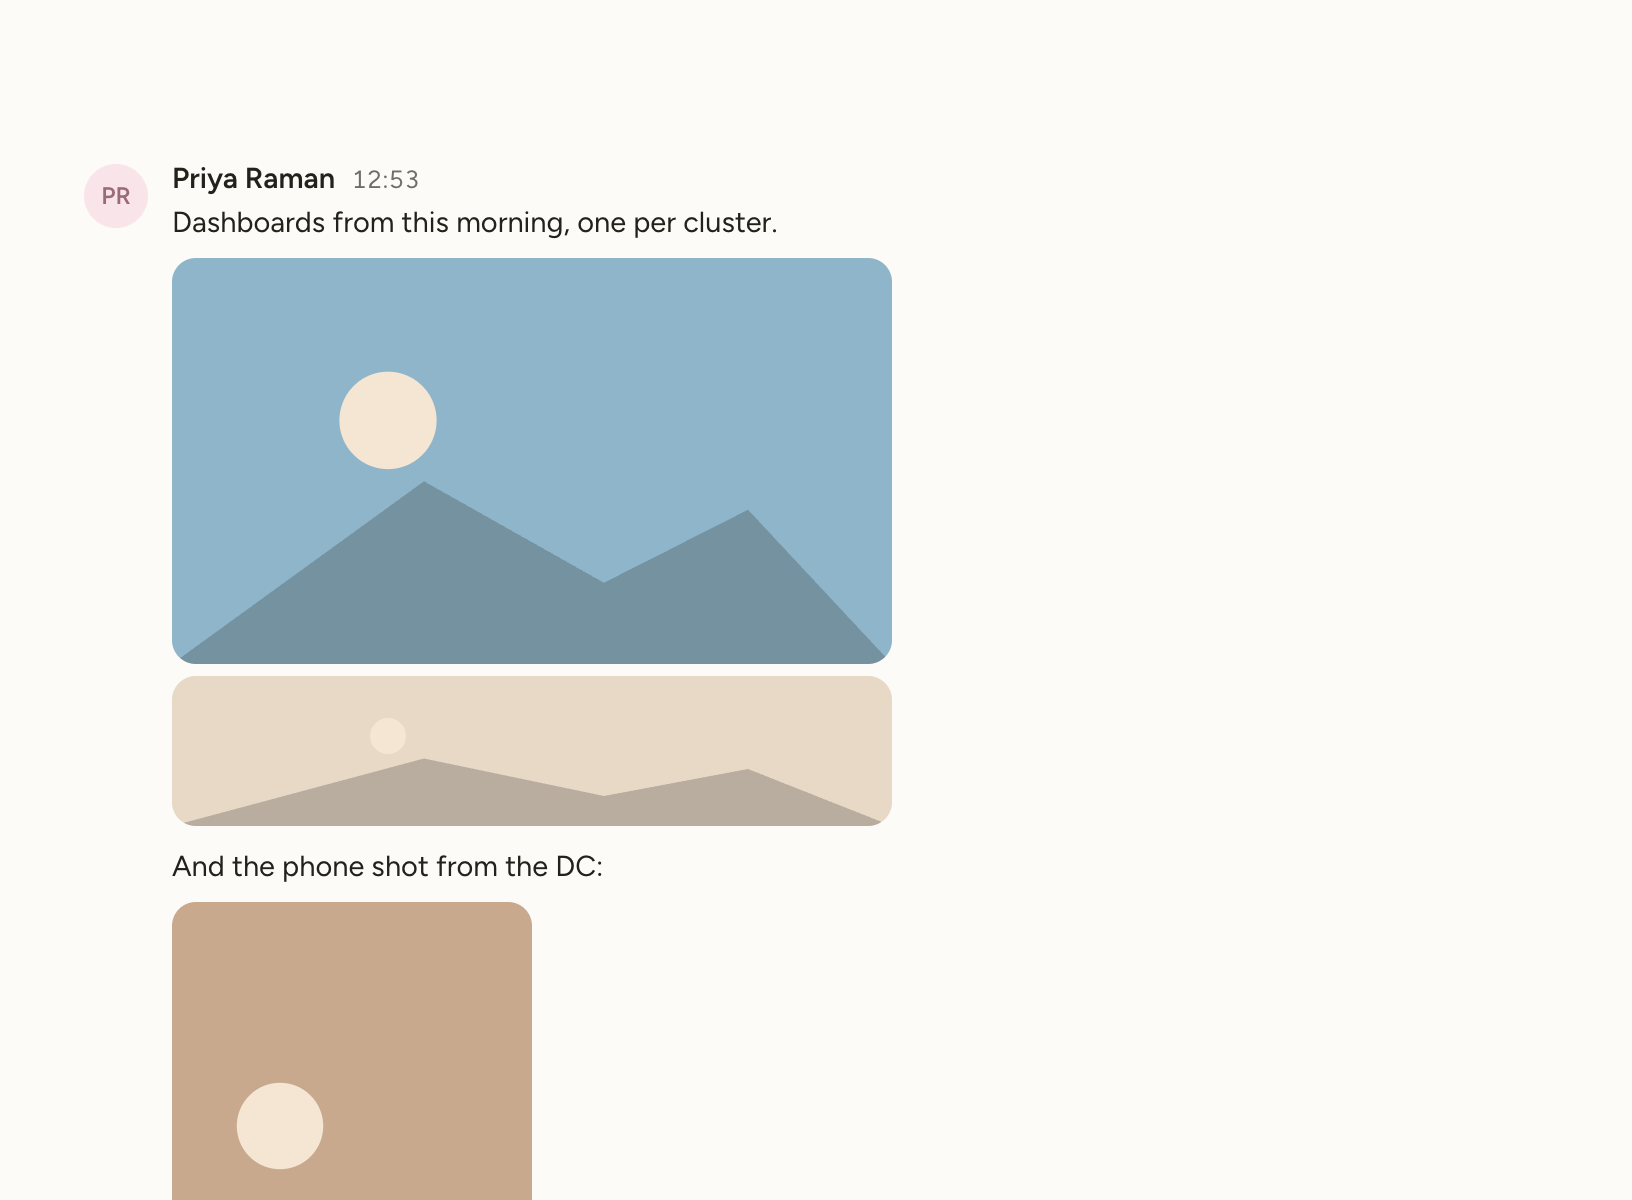 PR
Priya Raman 12:53
Dashboards from this morning, one per cluster.
And the phone shot from the DC: